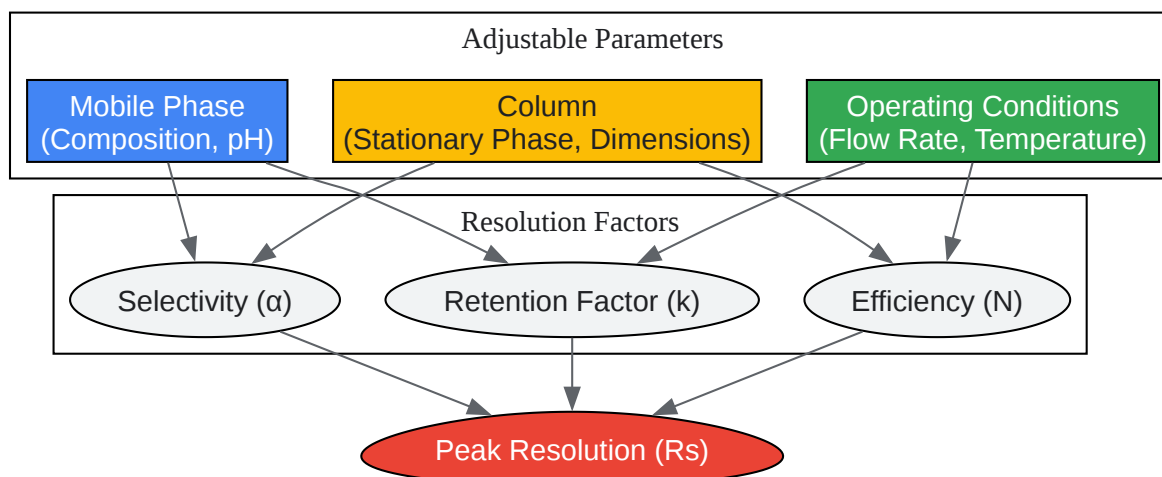 Adjustable Parameters
Mobile Phase
(Composition, pH)
Column
(Stationary Phase, Dimensions)
Operating Conditions
(Flow Rate, Temperature)
Resolution Factors
Selectivity (α)
Retention Factor (k)
Efficiency (N)
Peak Resolution (Rs)